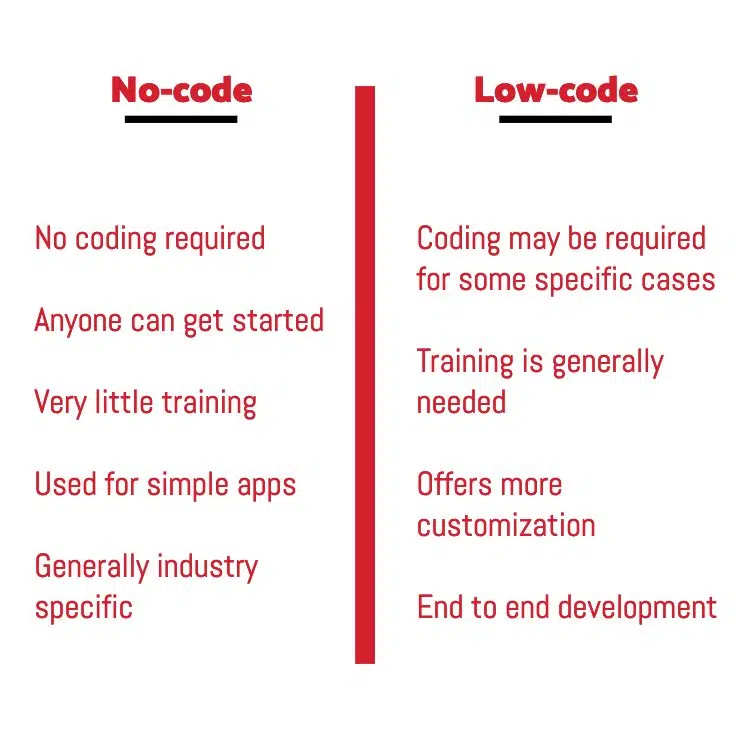 No-code
No coding required
Anyone can get started
Very little training
Used for simple apps
Generally industry
specific
Low-code
Coding may be required
for some specific cases
Training is generally
needed
Offers more
customization
End to end development